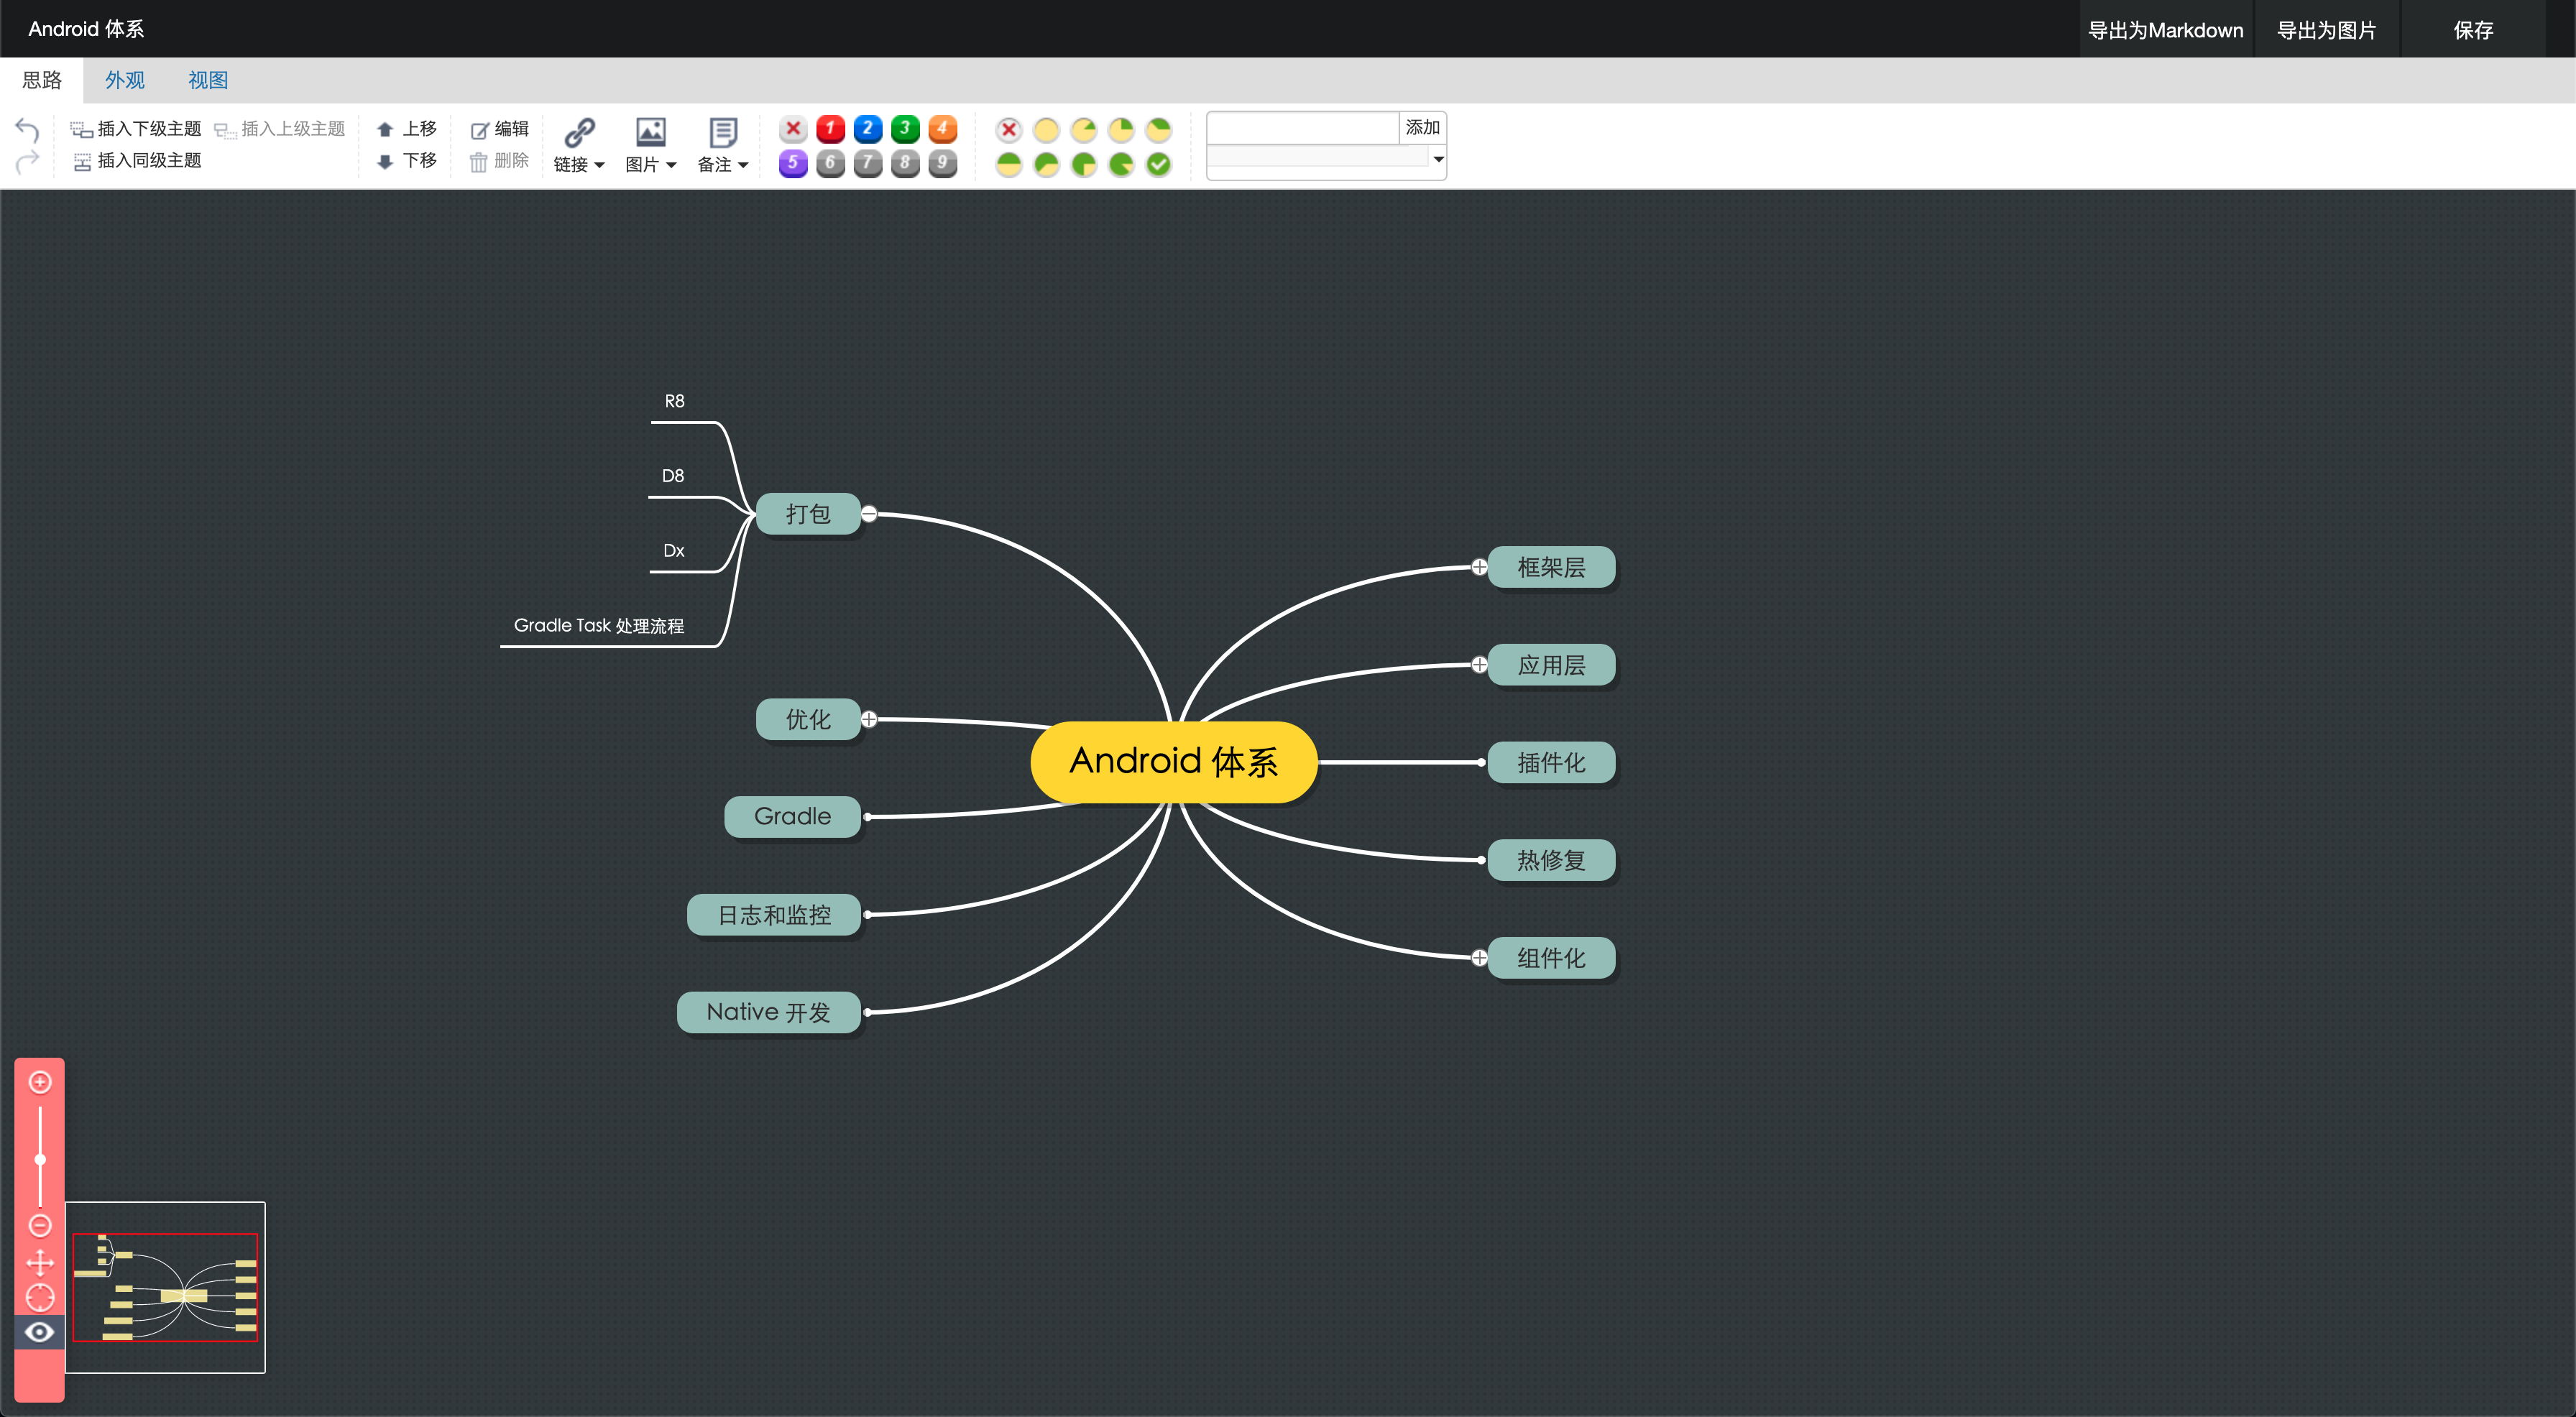 Android 体系
导出为Markdown
导出为图片
保存
思路
外观
视图
插入下级主题
插入上级主题
插入同级主题
上移
下移
编辑
删除
链接
图片
备注
1 2 3 4
5 6 7 8 9
添加
R8
D8
Dx
Gradle Task 处理流程
打包
优化
Gradle
日志和监控
Native 开发
Android 体系
框架层
应用层
插件化
热修复
组件化